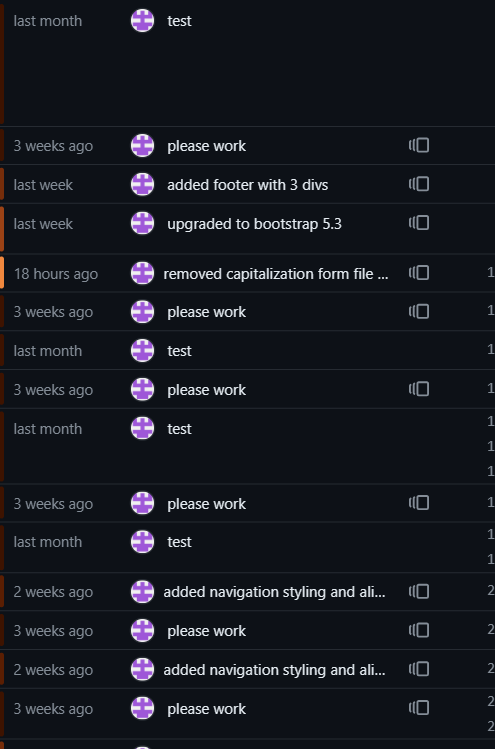 last month test
3 weeks ago please work
last week added footer with 3 divs
last week upgraded to bootstrap 5.3
18 hours ago removed capitalization form file ... 1
3 weeks ago please work 1
last month test 1
3 weeks ago please work 1
last month test 1
1
1
3 weeks ago please work 1
last month test 1
1
2 weeks ago added navigation styling and ali... 2
3 weeks ago please work 2
2 weeks ago added navigation styling and ali... 2
3 weeks ago please work 2
2